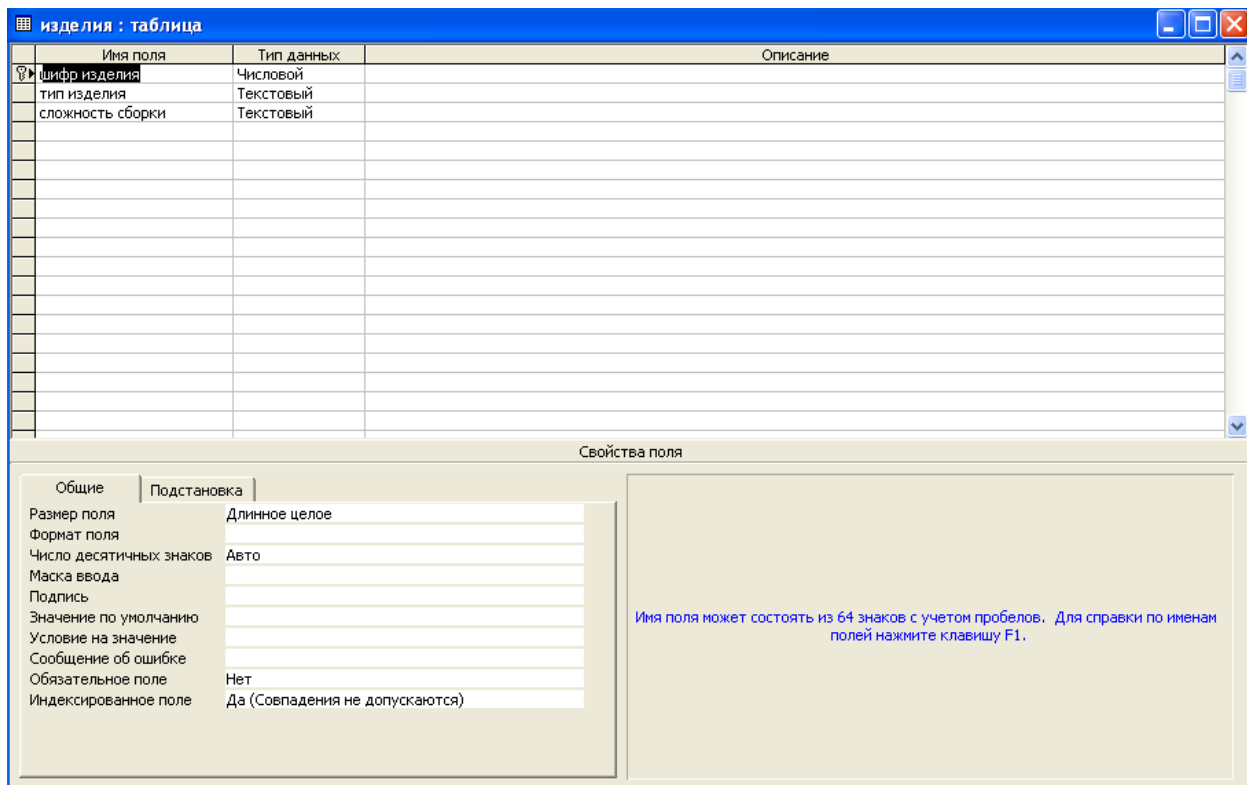 изделия : таблица
Имя поля Тип данных Описание
шифр изделия Числовой
тип изделия Текстовый
сложность сборки Текстовый
Свойства поля
Общие Подстановка
Размер поля Длинное целое
Формат поля
Число десятичных знаков Авто
Маска ввода
Подпись
Значение по умолчанию
Условие на значение
Сообщение об ошибке
Обязательное поле Нет
Индексированное поле Да (Совпадения не допускаются)
Имя поля может состоять из 64 знаков с учетом пробелов. Для справки по именам
полей нажмите клавишу F1.